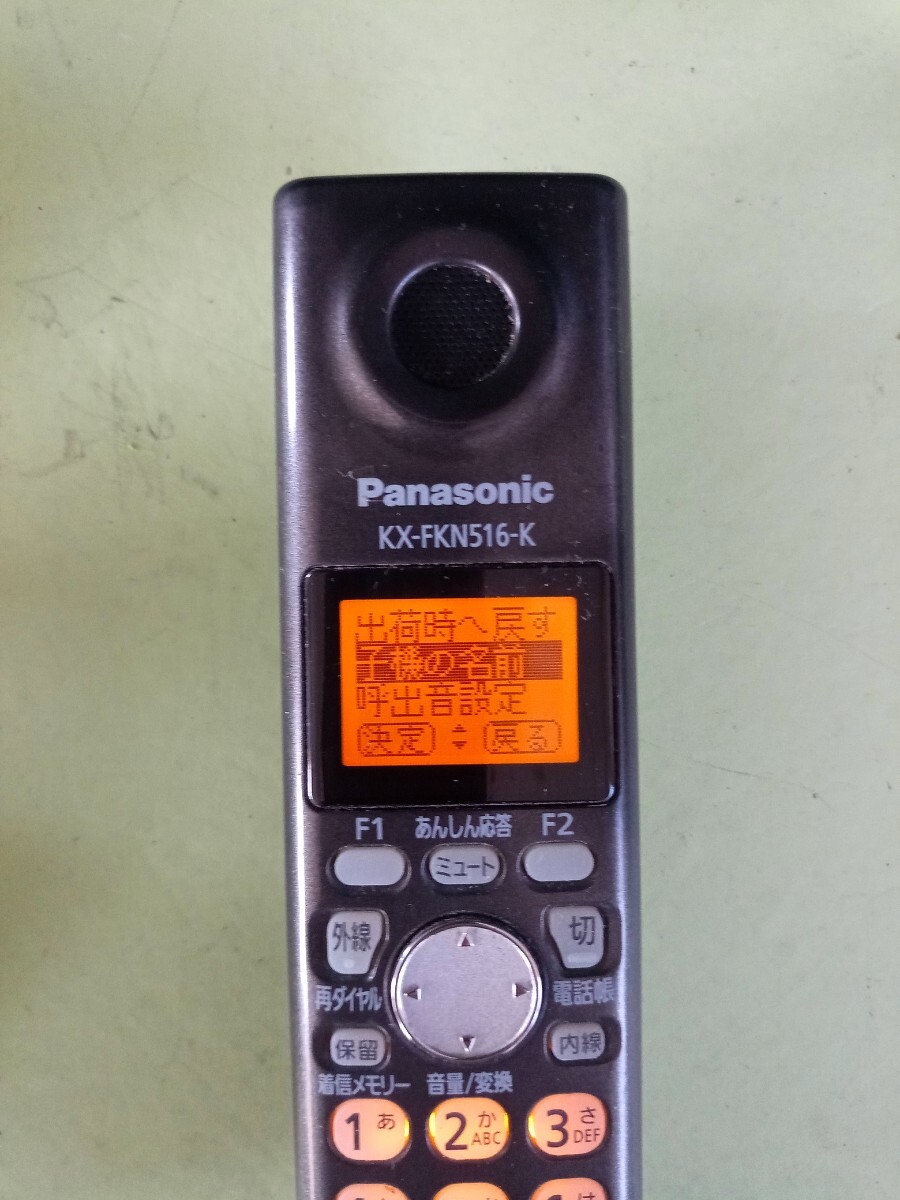 Panasonic
KX-FKN516-K
出荷時へ戻す
子機の名前
呼出音設定
決定 戻る
F1 あんしん応答 F2
ミュート
外線 切
再ダイヤル 電話帳
保留 内線
着信メモリー 音量/変換
1 あ 2 か ABC 3 さ DEF